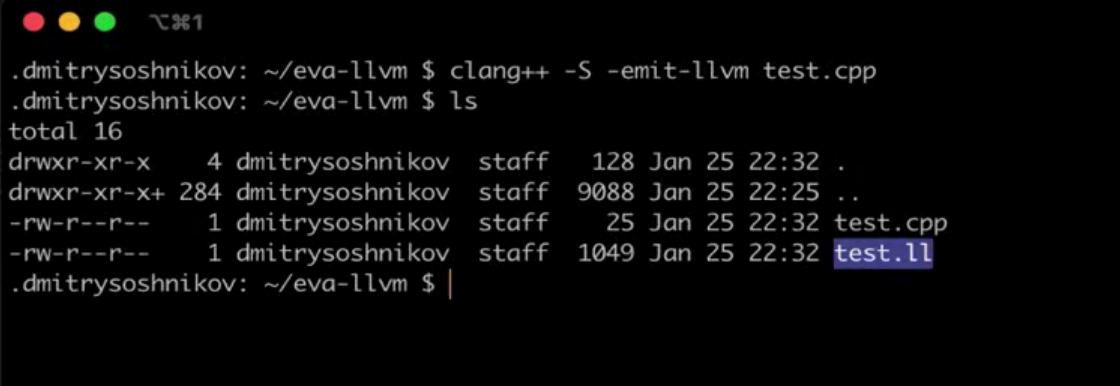 ⌥⌘1
.dmitrysoshnikov: ~/eva-llvm $ clang++ -S -emit-llvm test.cpp
.dmitrysoshnikov: ~/eva-llvm $ ls
total 16
drwxr-xr-x    4 dmitrysoshnikov  staff   128 Jan 25 22:32 .
drwxr-xr-x+ 284 dmitrysoshnikov  staff  9088 Jan 25 22:25 ..
-rw-r--r--    1 dmitrysoshnikov  staff    25 Jan 25 22:32 test.cpp
-rw-r--r--    1 dmitrysoshnikov  staff  1049 Jan 25 22:32 test.ll
.dmitrysoshnikov: ~/eva-llvm $